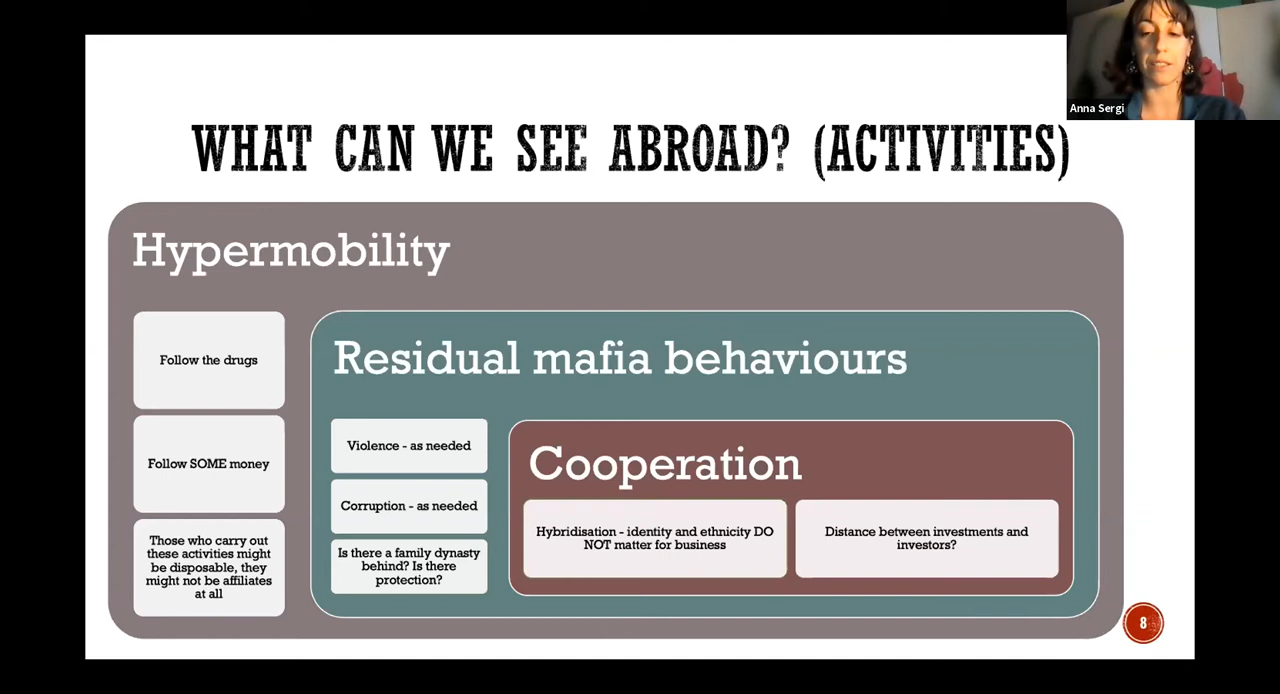 Anna Sergi
WHAT CAN WE SEE ABROAD? (ACTIVITIES)
Hypermobility
Follow the drugs
Follow SOME money
Those who carry out
these activities might
be disposable, they
might not be affiliates
at all
Residual mafia behaviours
Violence - as needed
Corruption - as needed
Is there a family dynasty
behind? Is there
protection?
Cooperation
Hybridisation - identity and ethnicity DO
NOT matter for business
Distance between investments and
investors?
8